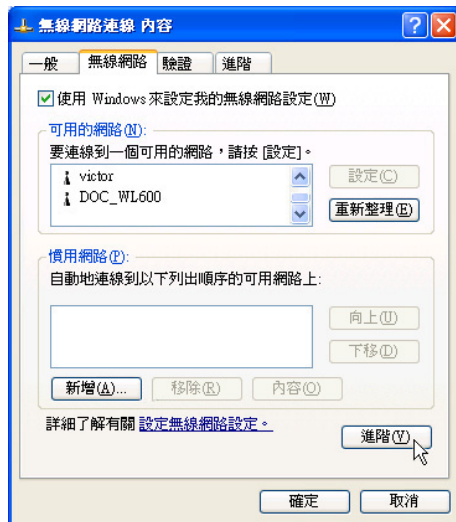 無線網路連線 內容
一般 無線網路 驗證 進階
使用 Windows 來設定我的無線網路設定(W)
可用的網路(N):
要連線到一個可用的網路，請按 [設定]。
victor
DOC_WL600
設定(C)
重新整理(E)
慣用網路(P):
自動地連線到以下列出順序的可用網路上:
向上(U)
下移(D)
新增(A)... 移除(R) 內容(O)
詳細了解有關 設定無線網路設定。
進階(V)
確定 取消